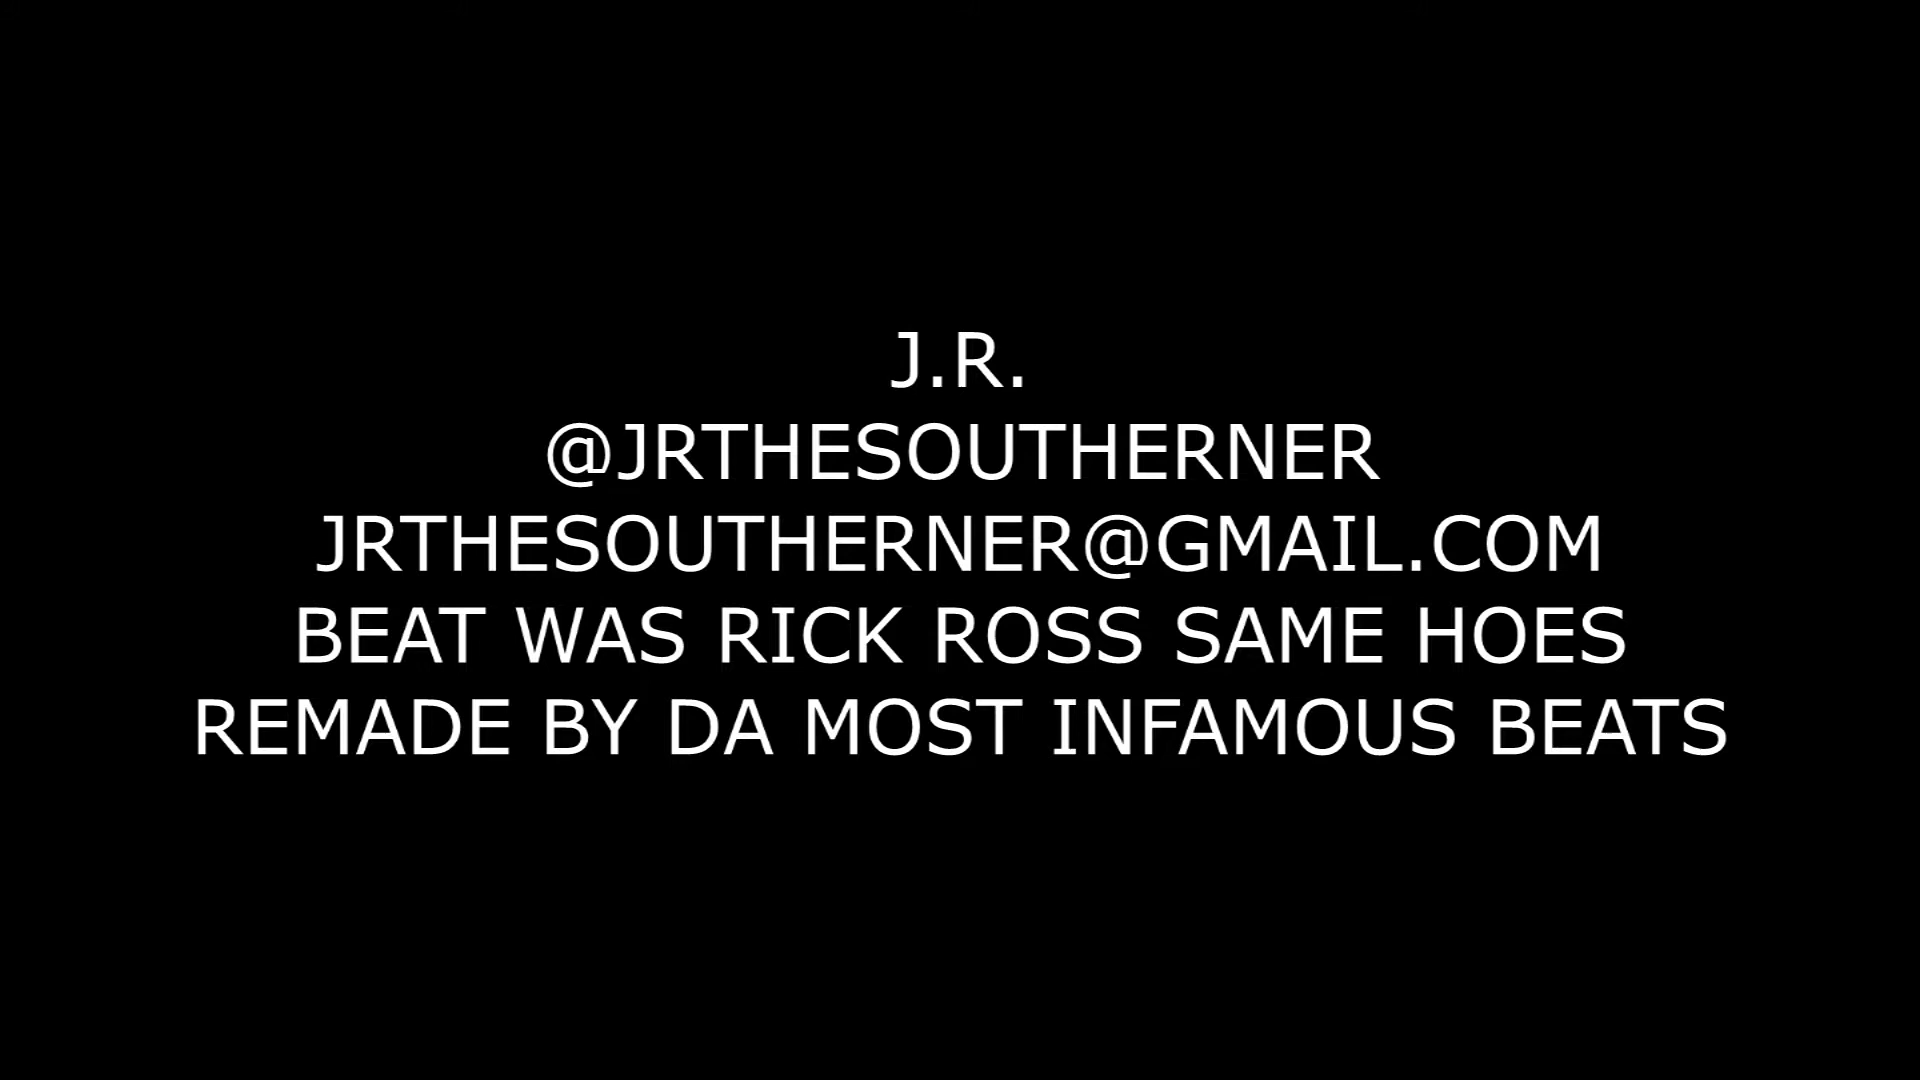 J.R.
@JRTHESOUTHERNER
JRTHESOUTHERNER@GMAIL.COM
BEAT WAS RICK ROSS SAME HOES
REMADE BY DA MOST INFAMOUS BEATS